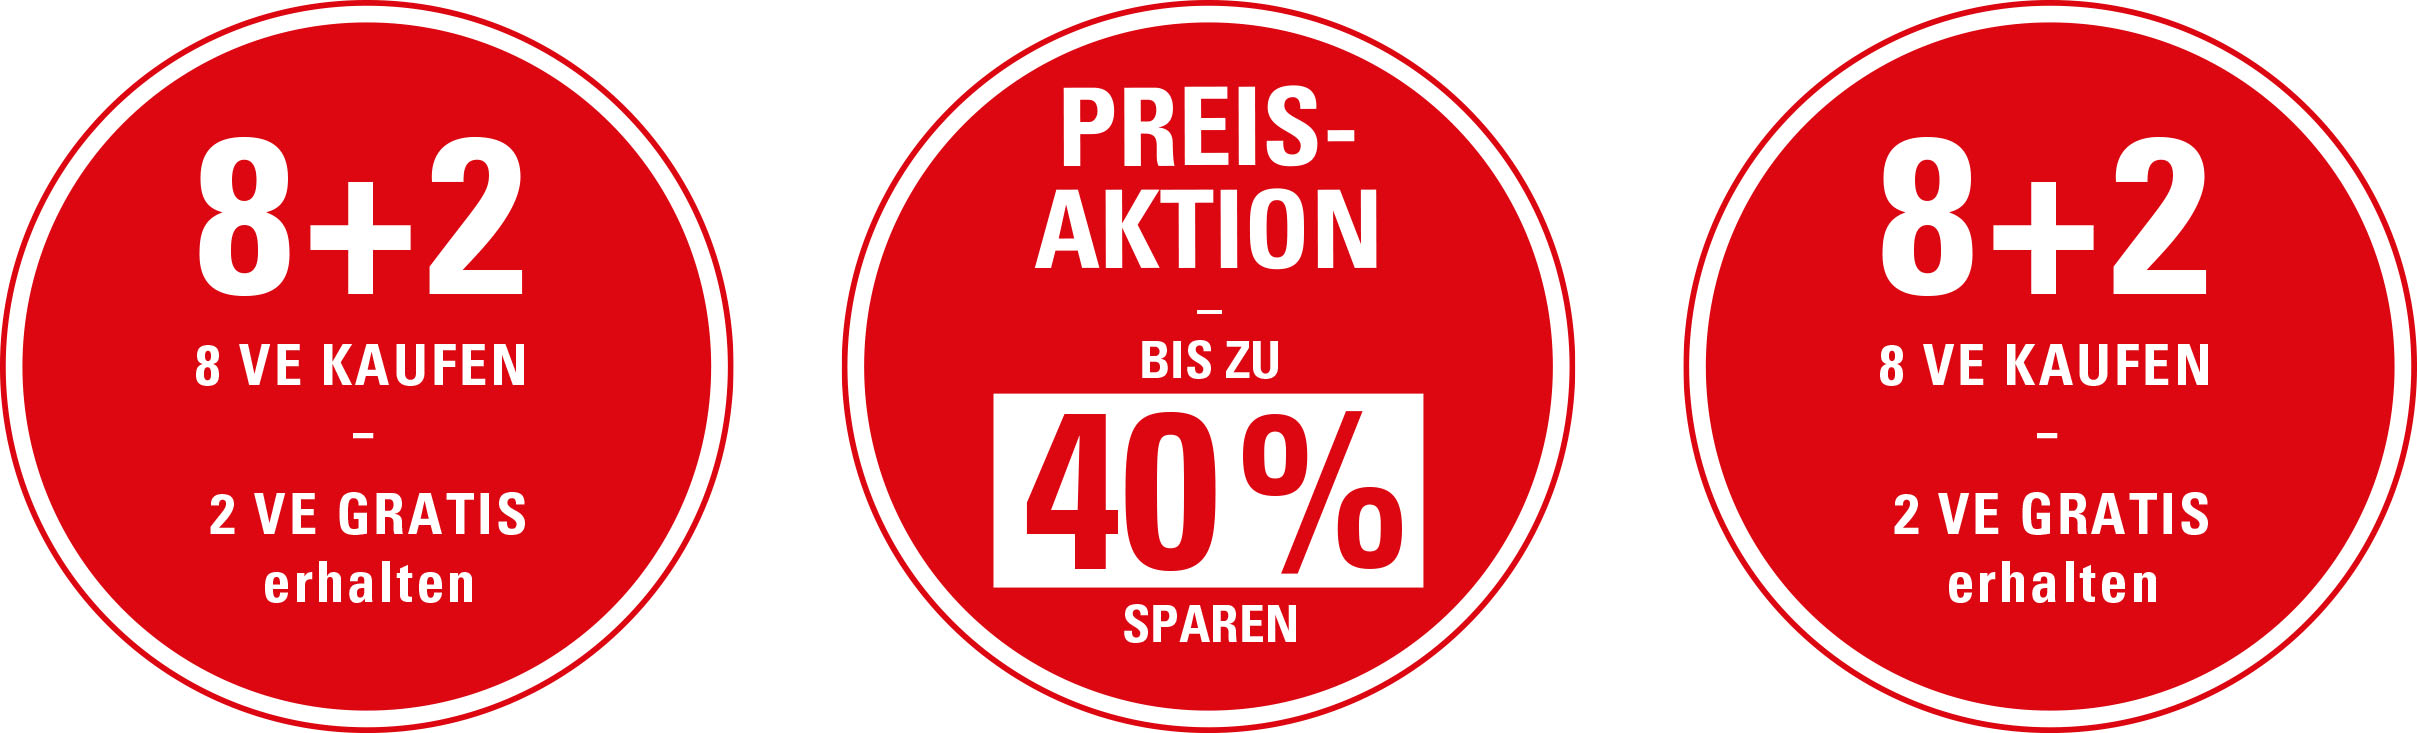 8+2
8 VE KAUFEN
–
2 VE GRATIS
erhalten
PREIS-
AKTION
–
BIS ZU
40%
SPAREN
8+2
8 VE KAUFEN
–
2 VE GRATIS
erhalten